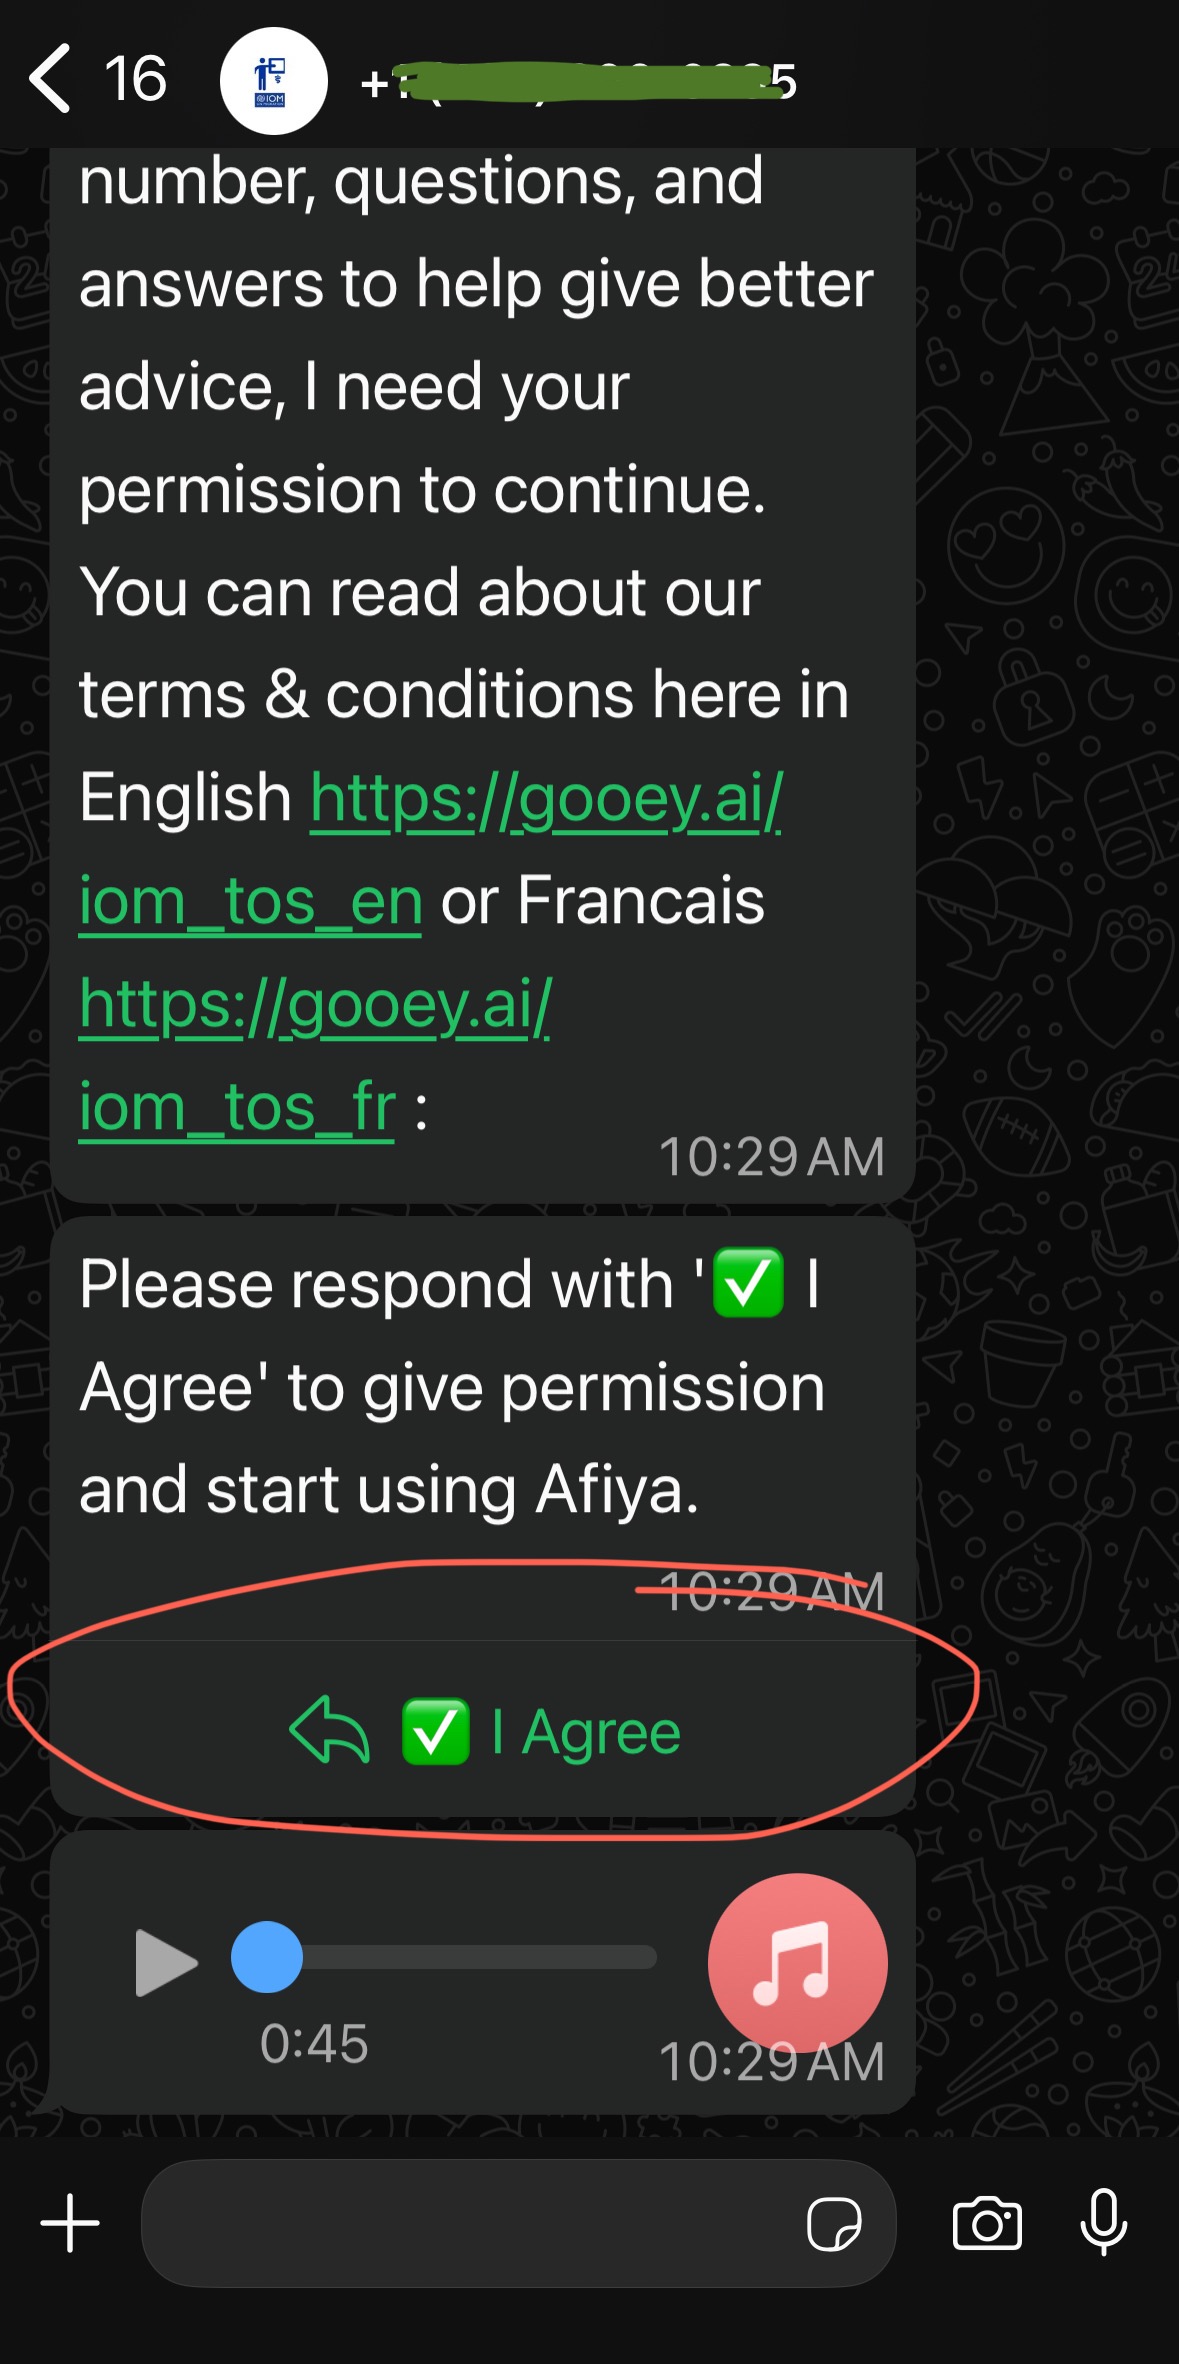 16
number, questions, and
answers to help give better
advice, I need your
permission to continue.
You can read about our
terms & conditions here in
English https://gooey.ai/
iom_tos_en or Francais
https://gooey.ai/
iom_tos_fr :
10:29 AM
Please respond with '✅ I
Agree' to give permission
and start using Afiya.
10:29 AM
✅ I Agree
0:45
10:29 AM